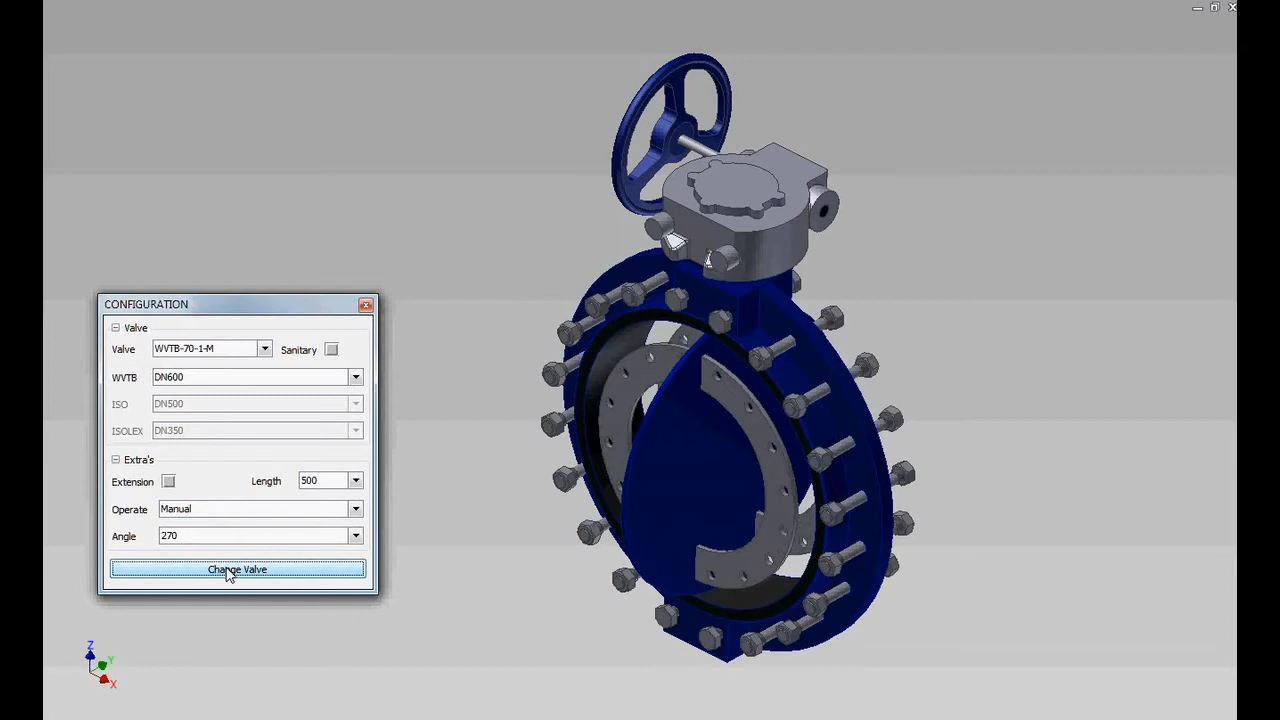 CONFIGURATION
Valve
Valve WVTB-70-1-M Sanitary
WVTB DN600
ISO DN500
ISOLEX DN350
Extra's
Extension Length 500
Operate Manual
Angle 270
Change Valve
Z
Y
X